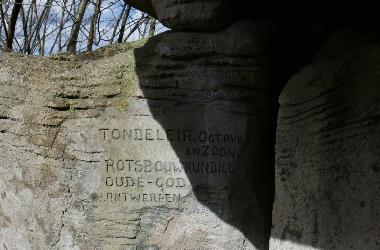 TONDELEIR. OCTAVE
EN ZOON.
ROTSBOUWKUNDIGE
OUDE-GOD
ANTWERPEN.